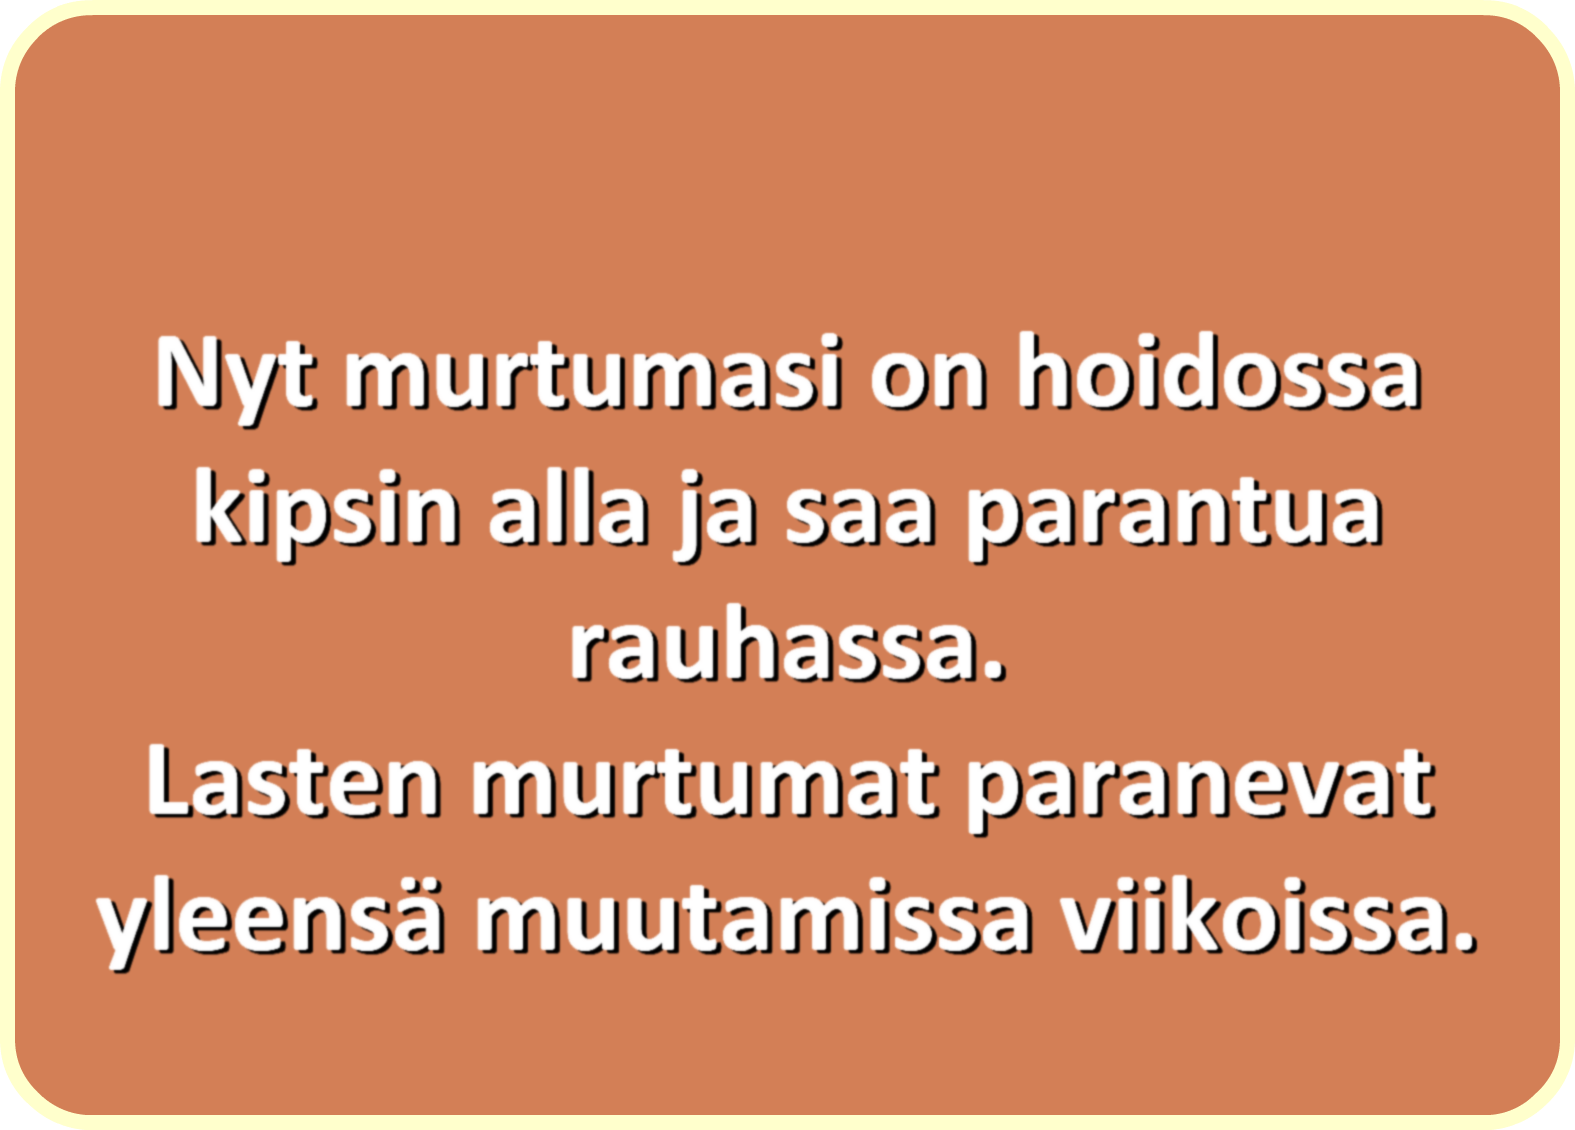 Nyt murtumasi on hoidossa
kipsin alla ja saa parantua
rauhassa.
Lasten murtumat paranevat
yleensä muutamissa viikoissa.